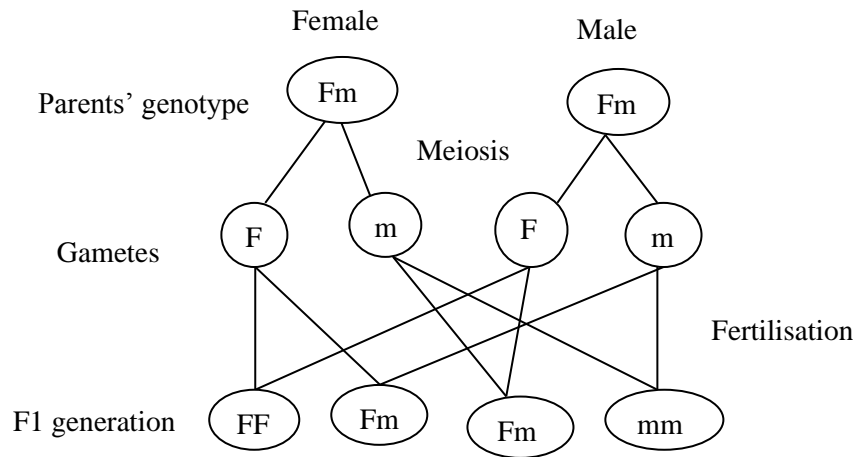 Female Male
Parents’ genotype Fm Fm
Meiosis
Gametes F m F m
Fertilisation
F1 generation FF Fm Fm mm